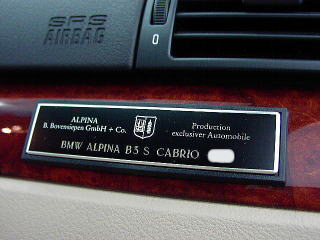 SRS
AIRBAG
0
ALPINA
B. Bovensiepen GmbH + Co.
Production
exclusiver Automobile
BMW ALPINA B3 S CABRIO